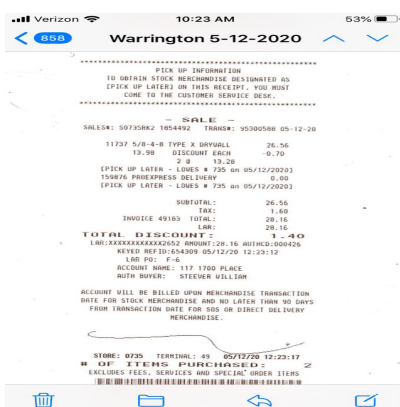 Verizon 10:23 AM 53%
858 Warrington 5-12-2020
PICK UP INFORMATION
TO OBTAIN STOCK MERCHANDISE DESIGNATED AS
[PICK UP LATER] ON THIS RECEIPT, YOU MUST
COME TO THE CUSTOMER SERVICE DESK.
- SALE -
SALES#: S0735RK2 1854492 TRANS#: 95300588 05-12-20
11737 5/8-4-8 TYPE X DRYWALL 26.56
13.98 DISCOUNT EACH -0.70
2 @ 13.28
[PICK UP LATER - LOWES # 735 on 05/12/2020]
159876 PROEXPRESS DELIVERY 0.00
[PICK UP LATER - LOWES # 735 on 05/12/2020]
SUBTOTAL: 26.56
TAX: 1.60
INVOICE 49183 TOTAL: 28.16
LAR: 28.16
TOTAL DISCOUNT: 1.40
LAR:XXXXXXXXXXXX2652 AMOUNT:28.16 AUTHCD:000426
KEYED REFID:654309 05/12/20 12:23:12
LAR PO: F-6
ACCOUNT NAME: 117 1700 PLACE
AUTH BUYER: STEEVER WILLIAM
ACCOUNT WILL BE BILLED UPON MERCHANDISE TRANSACTION
DATE FOR STOCK MERCHANDISE AND NO LATER THAN 90 DAYS
FROM TRANSACTION DATE FOR SOS OR DIRECT DELIVERY
MERCHANDISE.
STORE: 0735 TERMINAL: 49 05/12/20 12:23:17
# OF ITEMS PURCHASED: 2
EXCLUDES FEES, SERVICES AND SPECIAL ORDER ITEMS